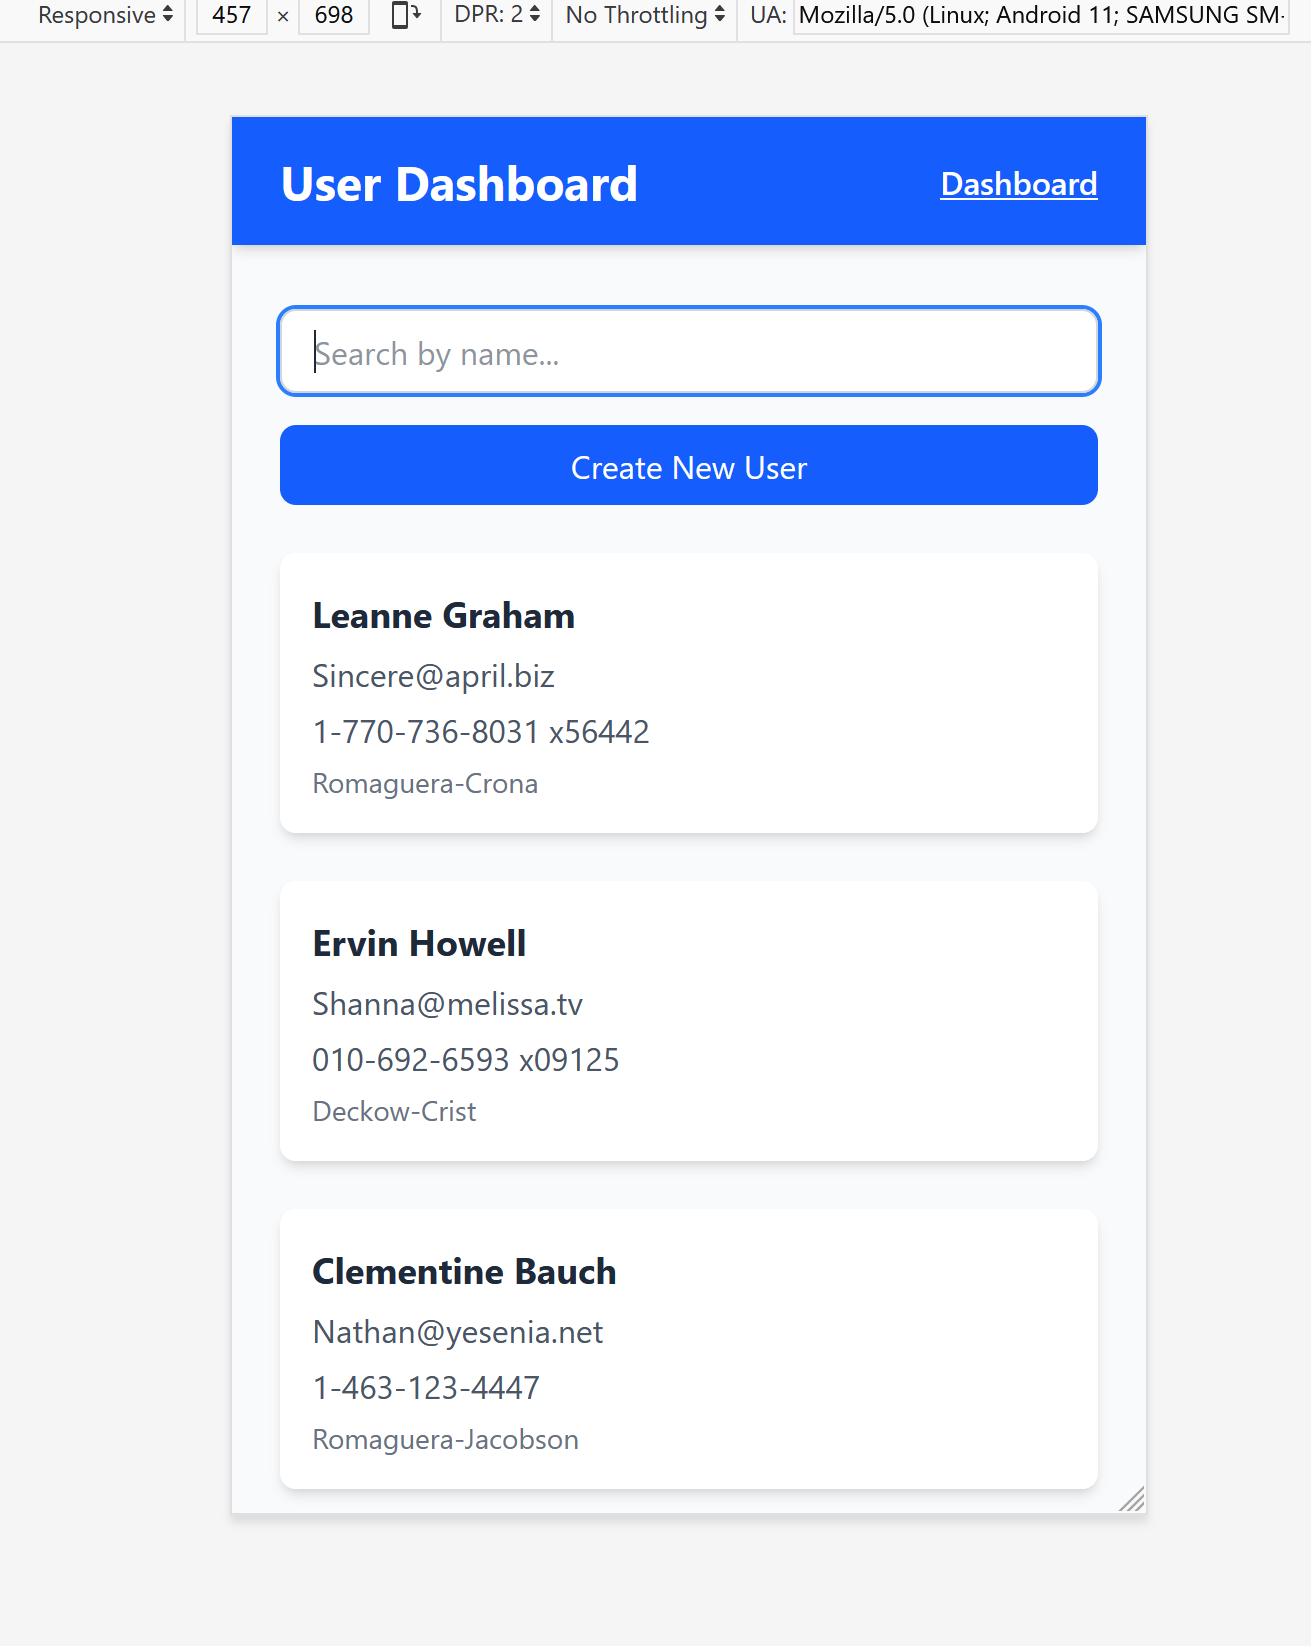 Responsive 457 × 698 DPR: 2 No Throttling UA: Mozilla/5.0 (Linux; Android 11; SAMSUNG SM-
User Dashboard Dashboard
Search by name...
Create New User
Leanne Graham
Sincere@april.biz
1-770-736-8031 x56442
Romaguera-Crona
Ervin Howell
Shanna@melissa.tv
010-692-6593 x09125
Deckow-Crist
Clementine Bauch
Nathan@yesenia.net
1-463-123-4447
Romaguera-Jacobson